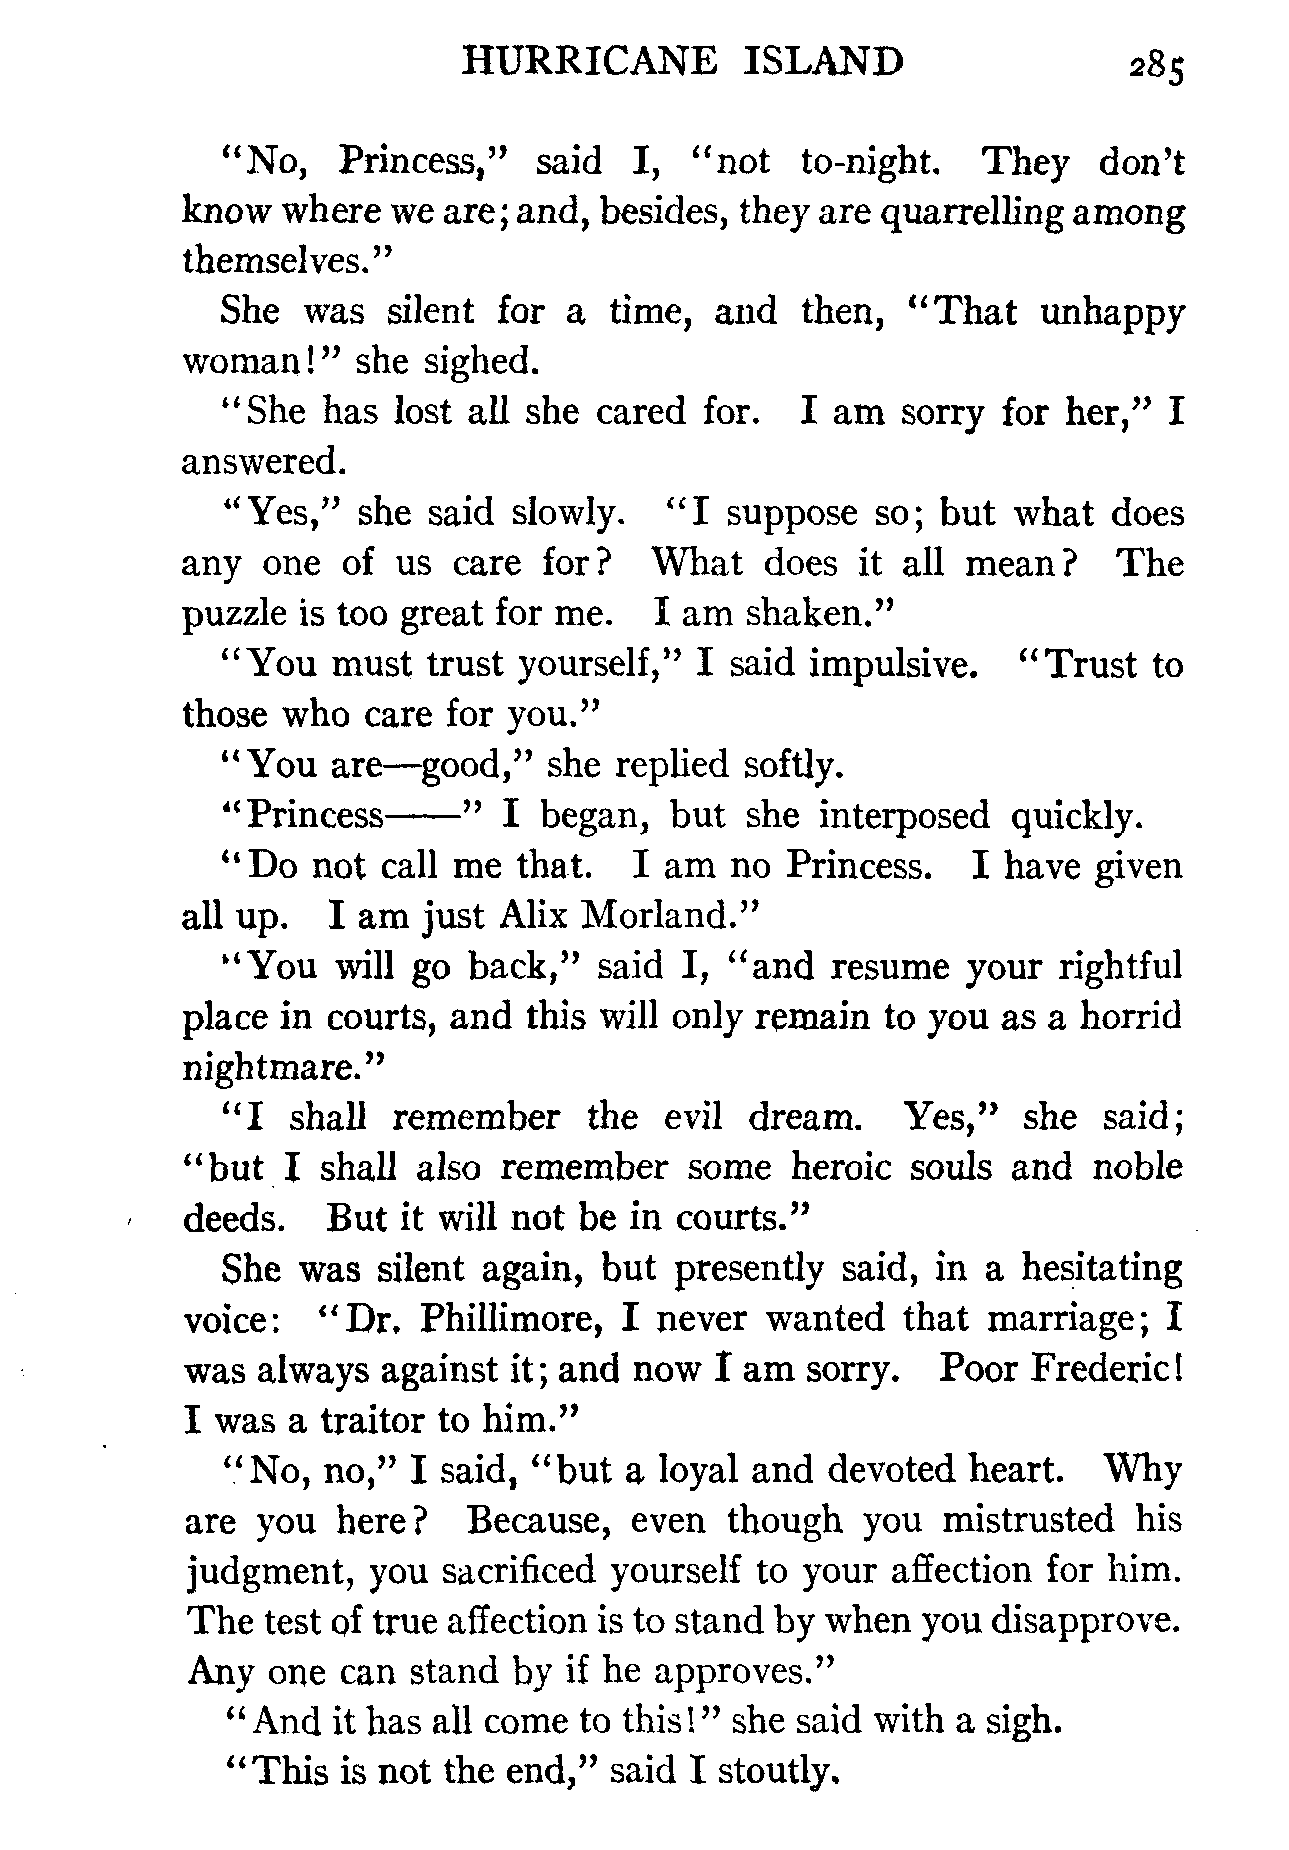 HURRICANE ISLAND 285
"No, Princess," said I, "not to-night. They don't
know where we are; and, besides, they are quarrelling among
themselves."
She was silent for a time, and then, "That unhappy
woman!" she sighed.
"She has lost all she cared for. I am sorry for her," I
answered.
"Yes," she said slowly. "I suppose so; but what does
any one of us care for? What does it all mean? The
puzzle is too great for me. I am shaken."
"You must trust yourself," I said impulsive. "Trust to
those who care for you."
"You are—good," she replied softly.
"Princess——" I began, but she interposed quickly.
"Do not call me that. I am no Princess. I have given
all up. I am just Alix Morland."
"You will go back," said I, "and resume your rightful
place in courts, and this will only remain to you as a horrid
nightmare."
"I shall remember the evil dream. Yes," she said;
"but I shall also remember some heroic souls and noble
deeds. But it will not be in courts."
She was silent again, but presently said, in a hesitating
voice: "Dr. Phillimore, I never wanted that marriage; I
was always against it; and now I am sorry. Poor Frederic!
I was a traitor to him."
"No, no," I said, "but a loyal and devoted heart. Why
are you here? Because, even though you mistrusted his
judgment, you sacrificed yourself to your affection for him.
The test of true affection is to stand by when you disapprove.
Any one can stand by if he approves."
"And it has all come to this!" she said with a sigh.
"This is not the end," said I stoutly.